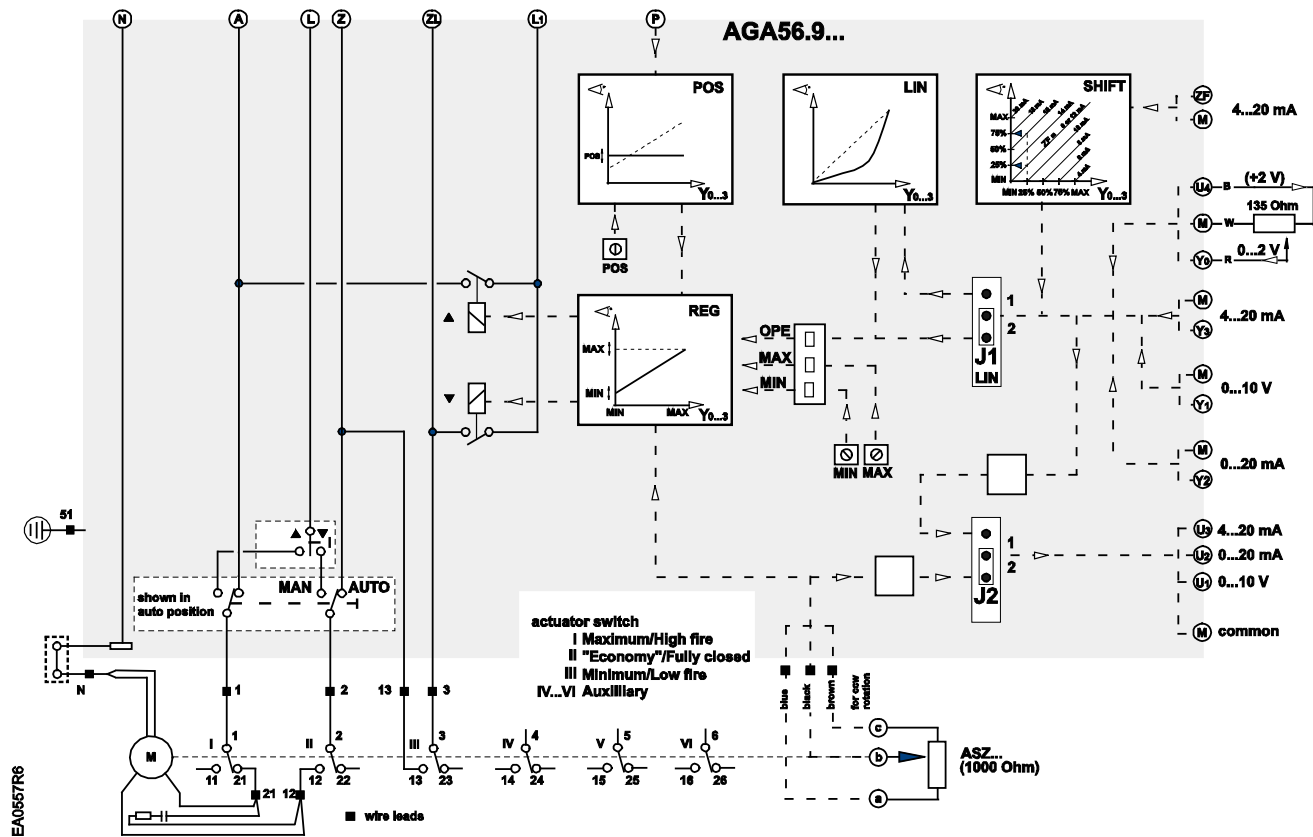 N A L Z ZL L1 P
AGA56.9...
POS
POS
Y0...3
POS
LIN
Y0...3
SHIFT
MAX
75%
50%
25%
MIN
MIN 25% 50% 75% MAX
Y0...3
ZF
M
4...20 mA
U4 B (+2 V)
135 Ohm
M W
0...2 V
Y0 R
REG
MAX
MIN
MIN MAX Y0...3
▲
▼
OPE
MAX
MIN
MIN MAX
1
2
J1
LIN
M
4...20 mA
Y3
M
0...10 V
Y1
M
0...20 mA
Y2
1
2
J2
U3 4...20 mA
U2 0...20 mA
U1 0...10 V
M common
51
▲ ▼
MAN AUTO
shown in
auto position
actuator switch
I Maximum/High fire
II "Economy"/Fully closed
III Minimum/Low fire
IV...VI Auxilliary
blue
black
brown
for ccw
rotation
N
1 2 13 3
I 1 II 2 III 3 IV 4 V 5 VI 6
M
11 21 12 22 13 23 14 24 15 25 16 26
21 12
■ wire leads
c
b
a
ASZ...
(1000 Ohm)
EA0557R6